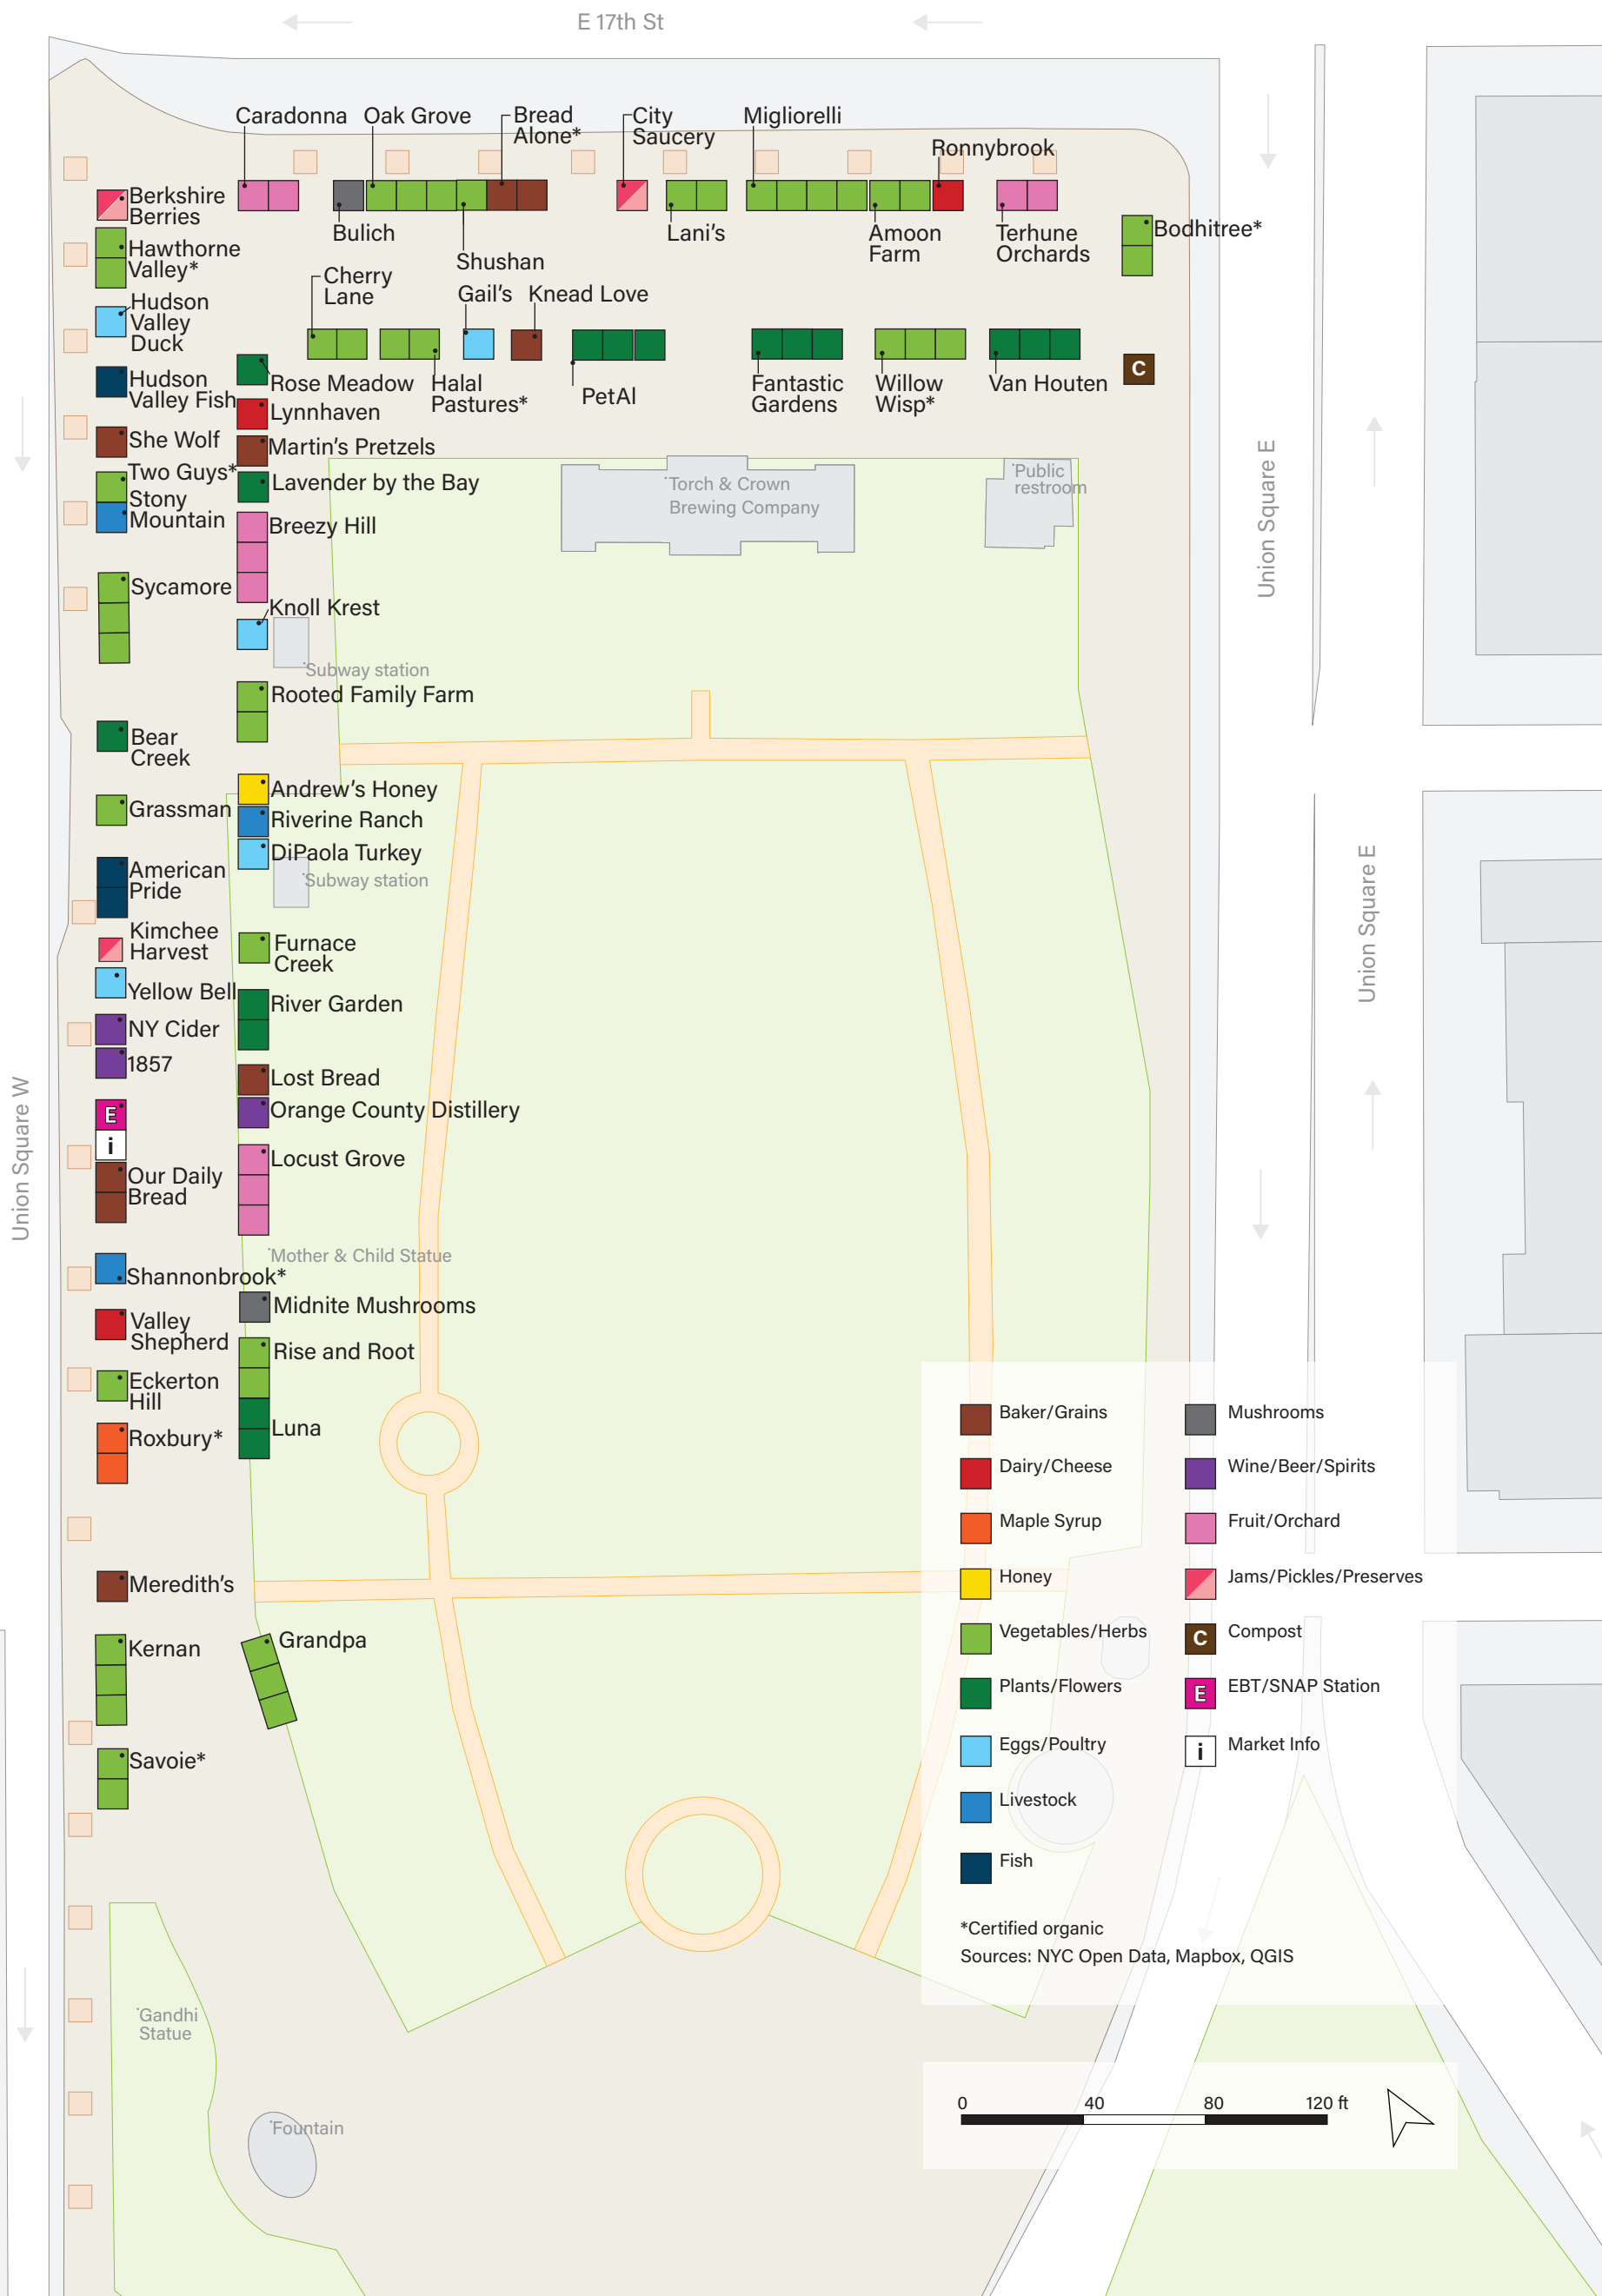 E 17th St
Caradonna
Oak Grove
Bread
Alone*
City
Saucery
Migliorelli
Ronnybrook
Berkshire
Berries
Bulich
Shushan
Lani's
Amoon
Farm
Terhune
Orchards
Bodhitree*
Hawthorne
Valley*
Cherry
Lane
Gail's
Knead Love
Hudson
Valley
Duck
Rose Meadow
Halal
Pastures*
PetAl
Fantastic
Gardens
Willow
Wisp*
Van Houten
C
Hudson
Valley Fish
Lynnhaven
She Wolf
Martin's Pretzels
Two Guys*
Lavender by the Bay
Stony
Mountain
Breezy Hill
Torch & Crown
Brewing Company
Public
restroom
Union Square E
Sycamore
Knoll Krest
Subway station
Rooted Family Farm
Bear
Creek
Andrew's Honey
Grassman
Riverine Ranch
DiPaola Turkey
American
Pride
Subway station
Union Square E
Kimchee
Harvest
Furnace
Creek
Yellow Bell
River Garden
NY Cider
1857
Lost Bread
E
Orange County Distillery
i
Locust Grove
Our Daily
Bread
Union Square W
Mother & Child Statue
Shannonbrook*
Midnite Mushrooms
Valley
Shepherd
Rise and Root
Eckerton
Hill
Luna
Roxbury*
Meredith's
Kernan
Grandpa
Savoie*
Baker/Grains
Dairy/Cheese
Maple Syrup
Honey
Vegetables/Herbs
Plants/Flowers
Eggs/Poultry
Livestock
Fish
Mushrooms
Wine/Beer/Spirits
Fruit/Orchard
Jams/Pickles/Preserves
C Compost
E EBT/SNAP Station
i Market Info
*Certified organic
Sources: NYC Open Data, Mapbox, QGIS
Gandhi
Statue
Fountain
0 40 80 120 ft